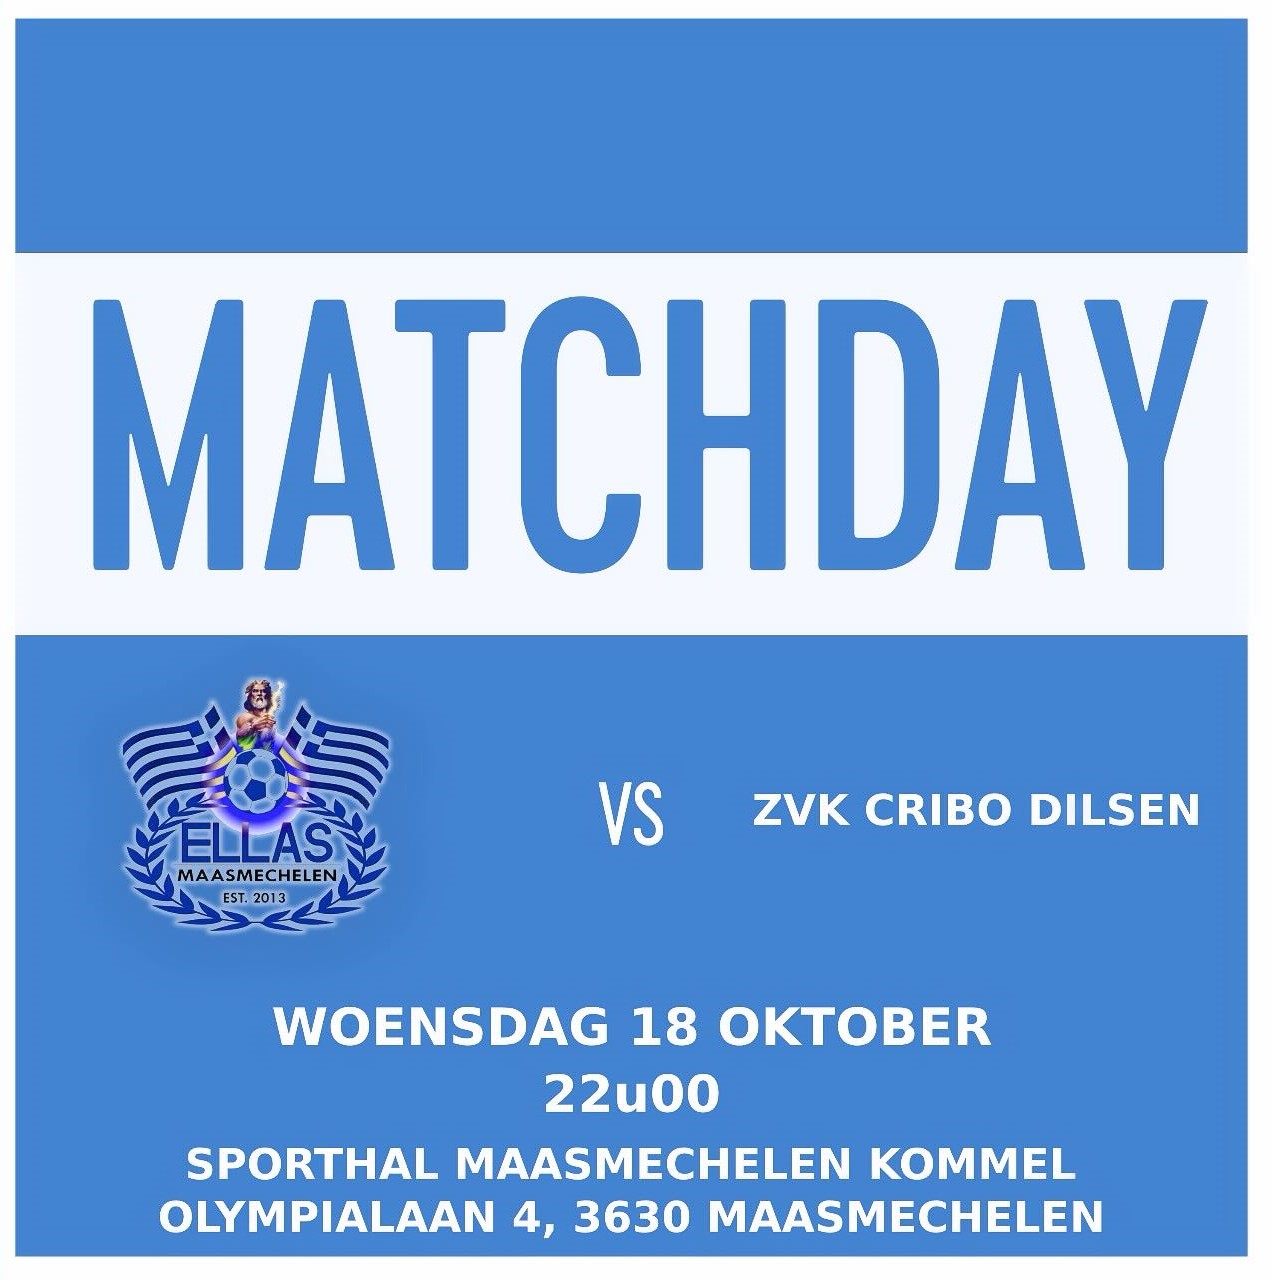 MATCHDAY
ELLAS
MAASMECHELEN
EST. 2013
VS
ZVK CRIBO DILSEN
WOENSDAG 18 OKTOBER
22u00
SPORTHAL MAASMECHELEN KOMMEL
OLYMPIALAAN 4, 3630 MAASMECHELEN